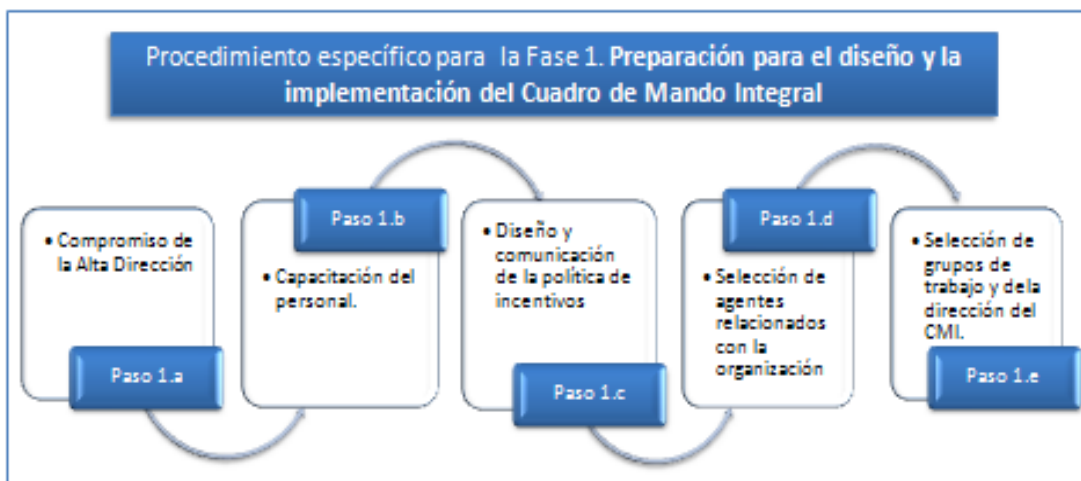 Procedimiento específico para la Fase 1. Preparación para el diseño y la
implementación del Cuadro de Mando Integral
• Compromiso de
la Alta Dirección
Paso 1.a
Paso 1.b
• Capacitación del
personal.
• Diseño y
comunicación
de la política de
incentivos
Paso 1.c
Paso 1.d
• Selección de
agentes
relacionados
con la
organización
• Selección de
grupos de
trabajo y dela
dirección del
CMI.
Paso 1.e